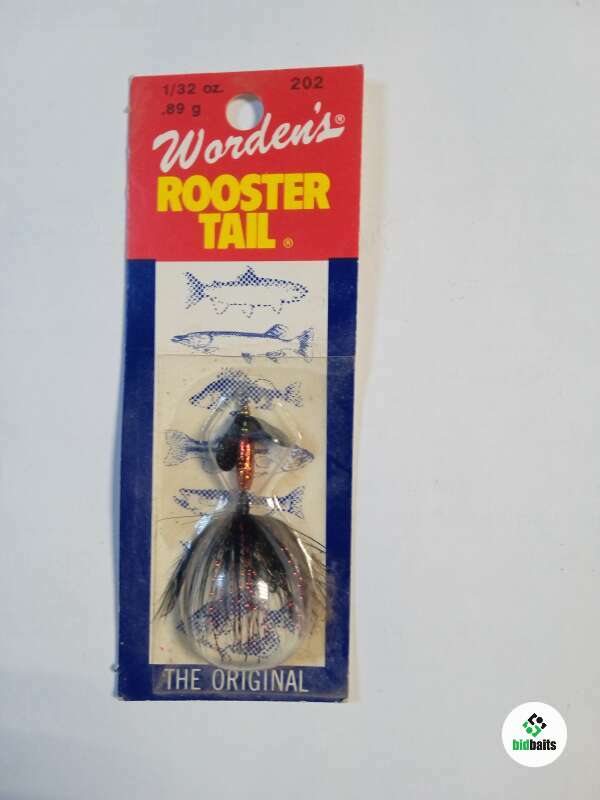 1/32 oz. 202
.89 g
Worden's®
ROOSTER
TAIL®
THE ORIGINAL
bidbaits